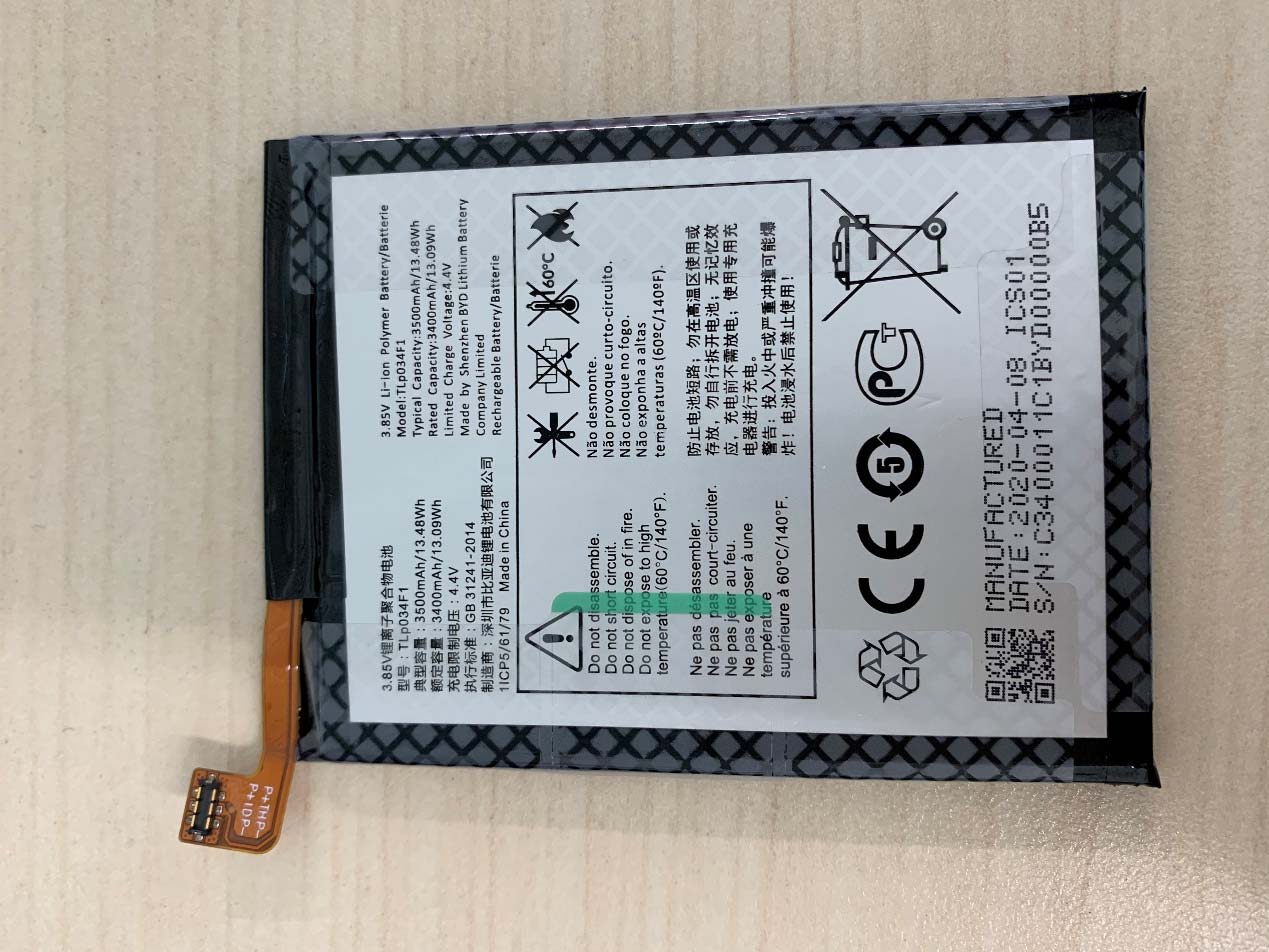 3.85V锂离子聚合物电池
型号：TLp034F1
典型容量：3500mAh/13.48Wh
额定容量：3400mAh/13.09Wh
充电限制电压：4.4V
执行标准：GB 31241-2014
制造商：深圳市比亚迪锂电池有限公司
1ICP5/61/79 Made in China
3.85V Li-ion Polymer Battery/Batterie
Model:TLp034F1
Typical Capacity:3500mAh/13.48Wh
Rated Capacity:3400mAh/13.09Wh
Limited Charge Voltage:4.4V
Made by Shenzhen BYD Lithium Battery
Company Limited
Rechargeable Battery/Batterie
160°C
Do not disassemble.
Do not short circuit.
Do not dispose of in fire.
Do not expose to high
temperature(60°C/140°F).
Ne pas désassembler.
Ne pas court-circuiter.
Ne pas jeter au feu.
Ne pas exposer à une
température
supérieure à 60°C/140°F.
Não desmonte.
Não provoque curto-circuito.
Não coloque no fogo.
Não exponha a altas
temperaturas (60ºC/140ºF).
防止电池短路；勿在高温区使用或
存放，勿自行拆开电池；无记忆效
应，充电前不需放电；使用专用充
电器进行充电。
警告：投入火中或严重冲撞可能爆
炸！电池浸水后禁止使用！
CE
5
PCT
MANUFACTURED
DATE:2020-04-08 ICS01
S/N:C3400011C1BYD00000B5
P+THP-
P+IDP-